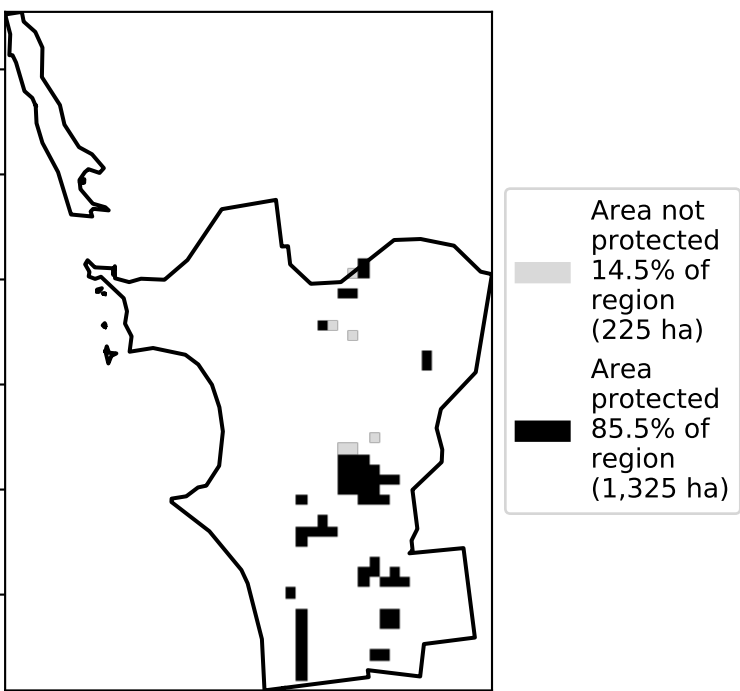 Area not
protected
14.5% of
region
(225 ha)
Area
protected
85.5% of
region
(1,325 ha)